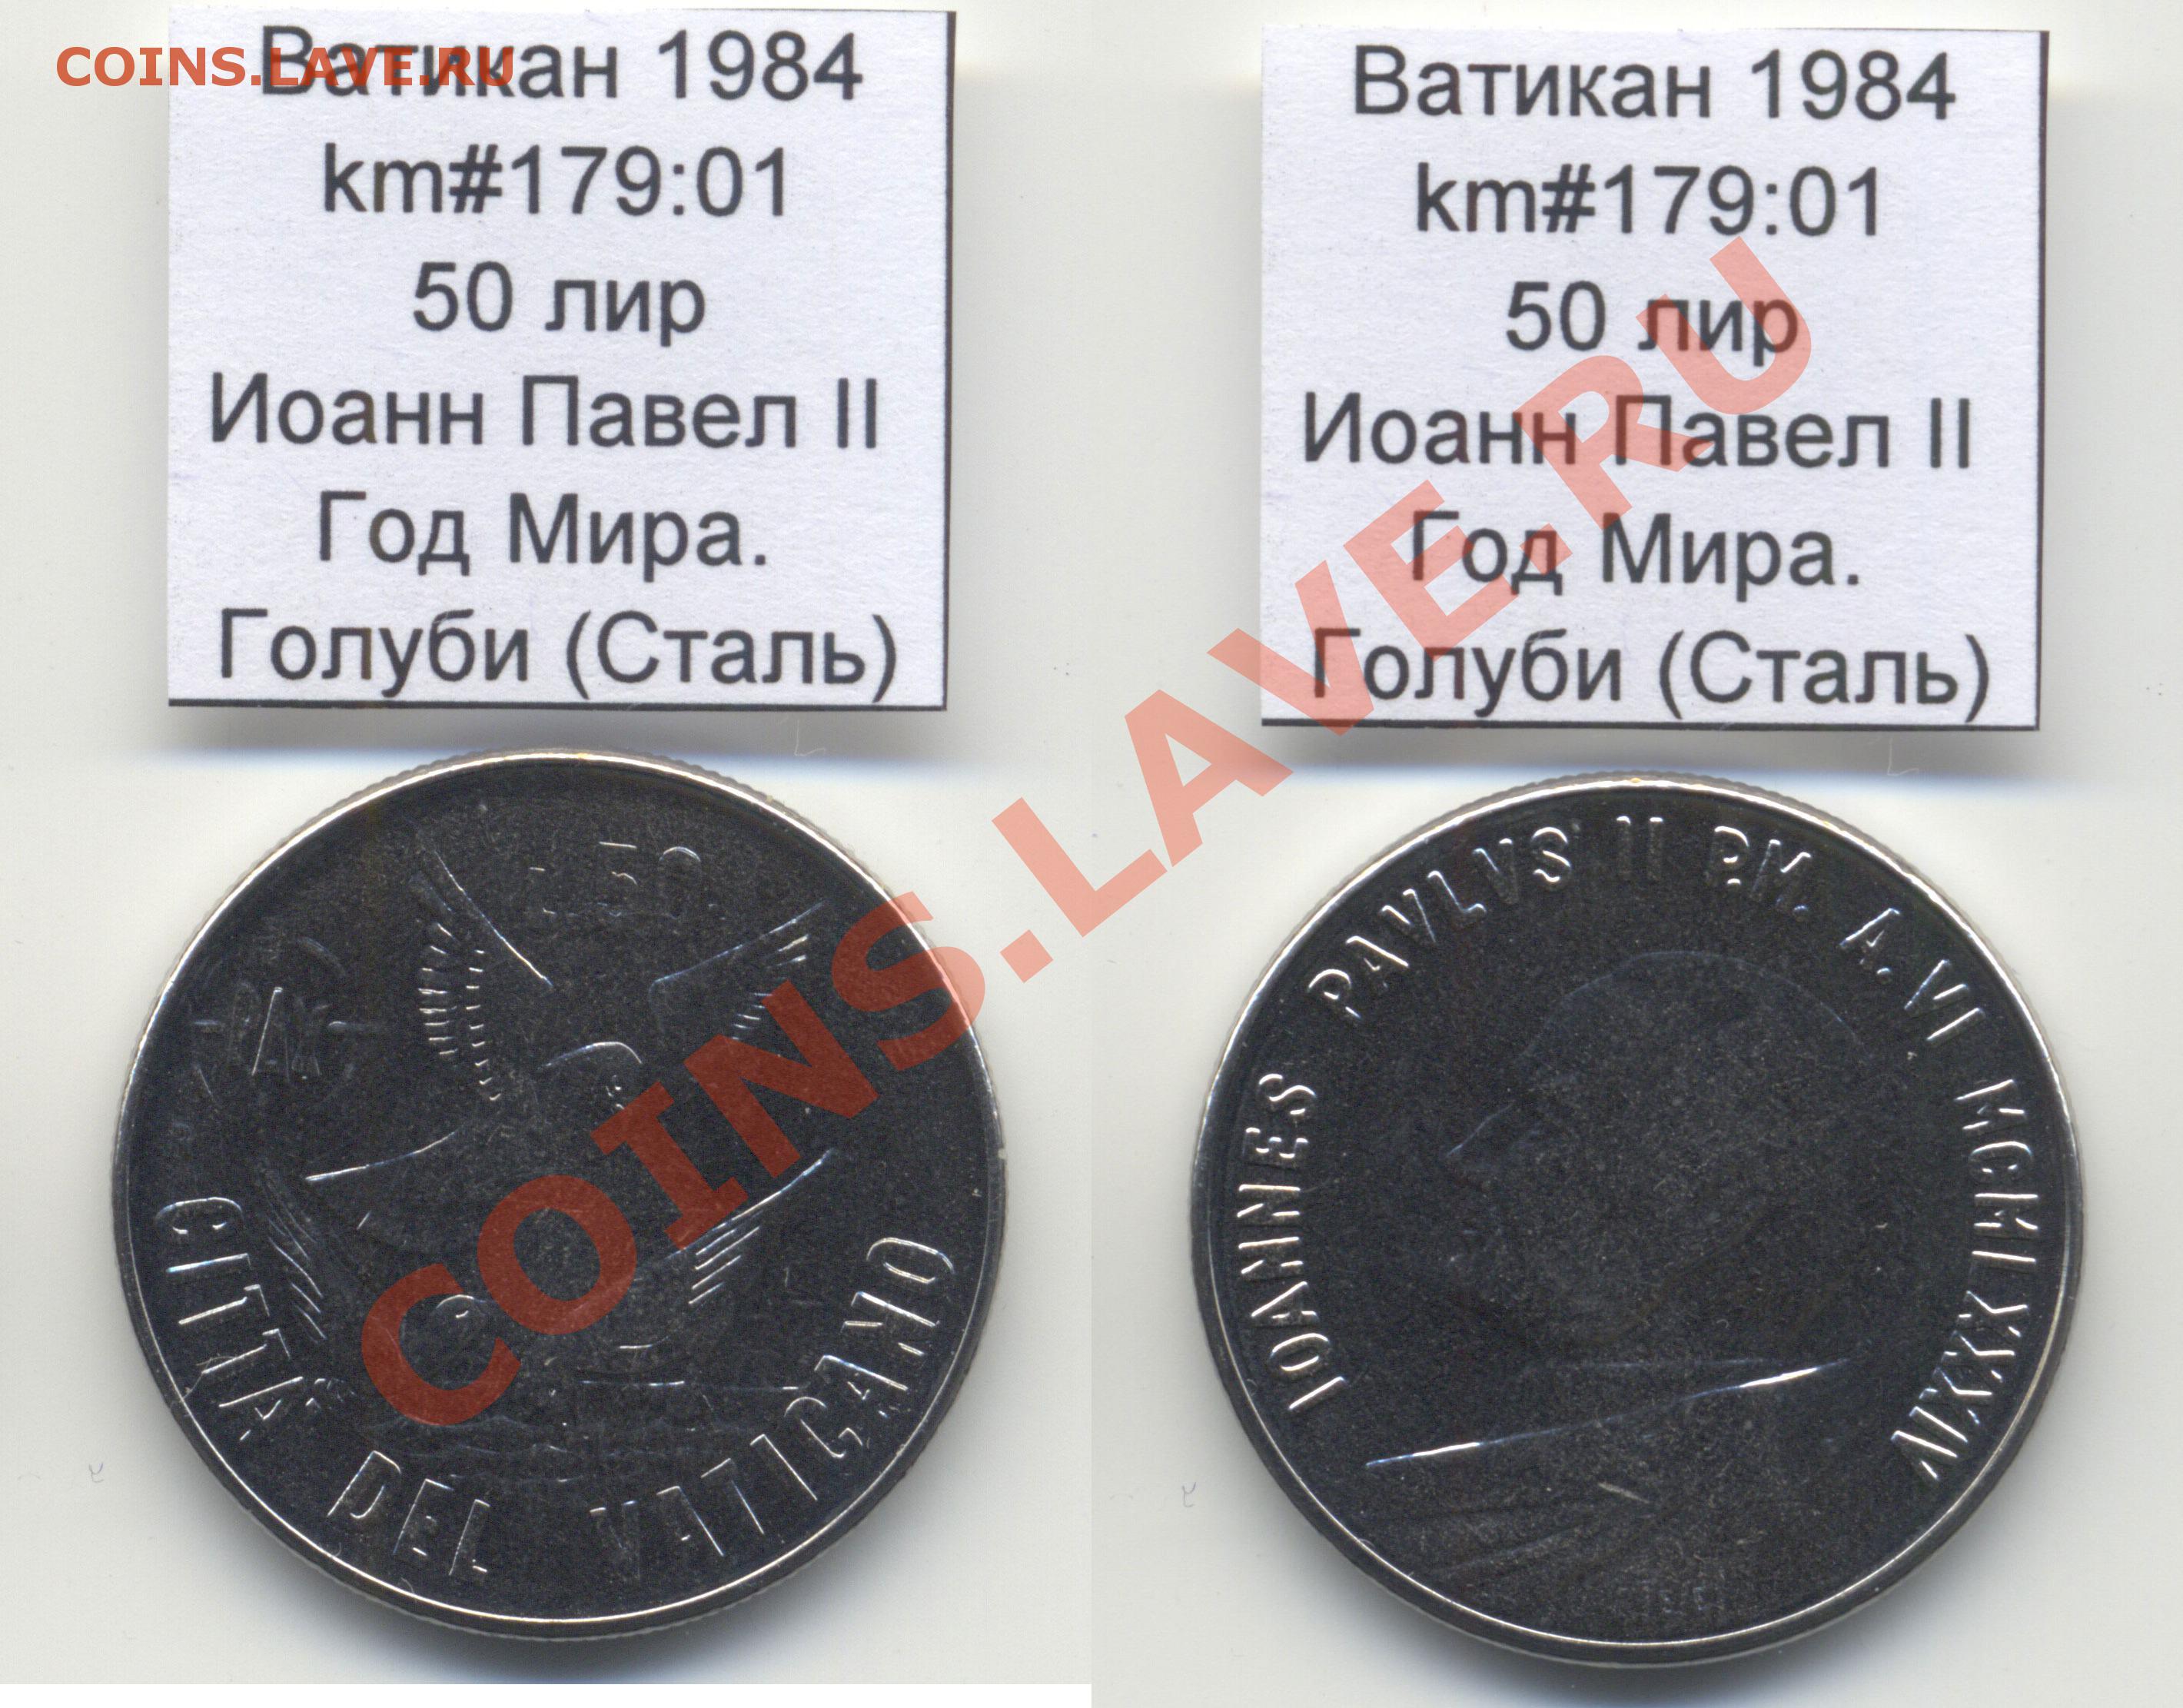 COINS.LAVE.RU
Ватикан 1984
km#179:01
50 лир
Иоанн Павел II
Год Мира.
Голуби (Сталь)
Ватикан 1984
km#179:01
50 лир
Иоанн Павел II
Год Мира.
Голуби (Сталь)
COINS.LAVE.RU
PAX
CITTÀ DEL VATICANO
IOANNES PAVLVS II P.M. A. VI MCMLXXXIV